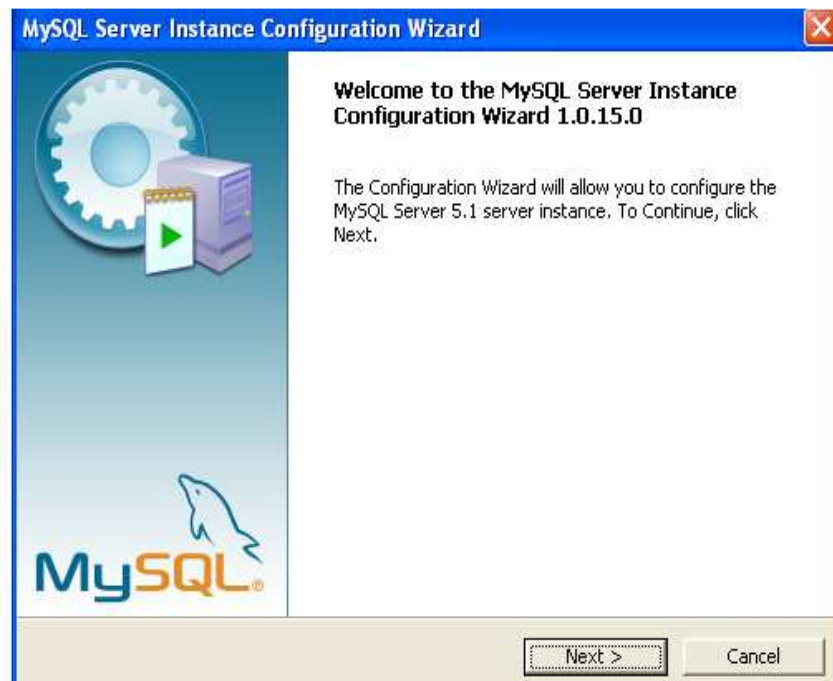 MySQL Server Instance Configuration Wizard
Welcome to the MySQL Server Instance
Configuration Wizard 1.0.15.0
The Configuration Wizard will allow you to configure the
MySQL Server 5.1 server instance. To Continue, click
Next.
MySQL®
Next >
Cancel